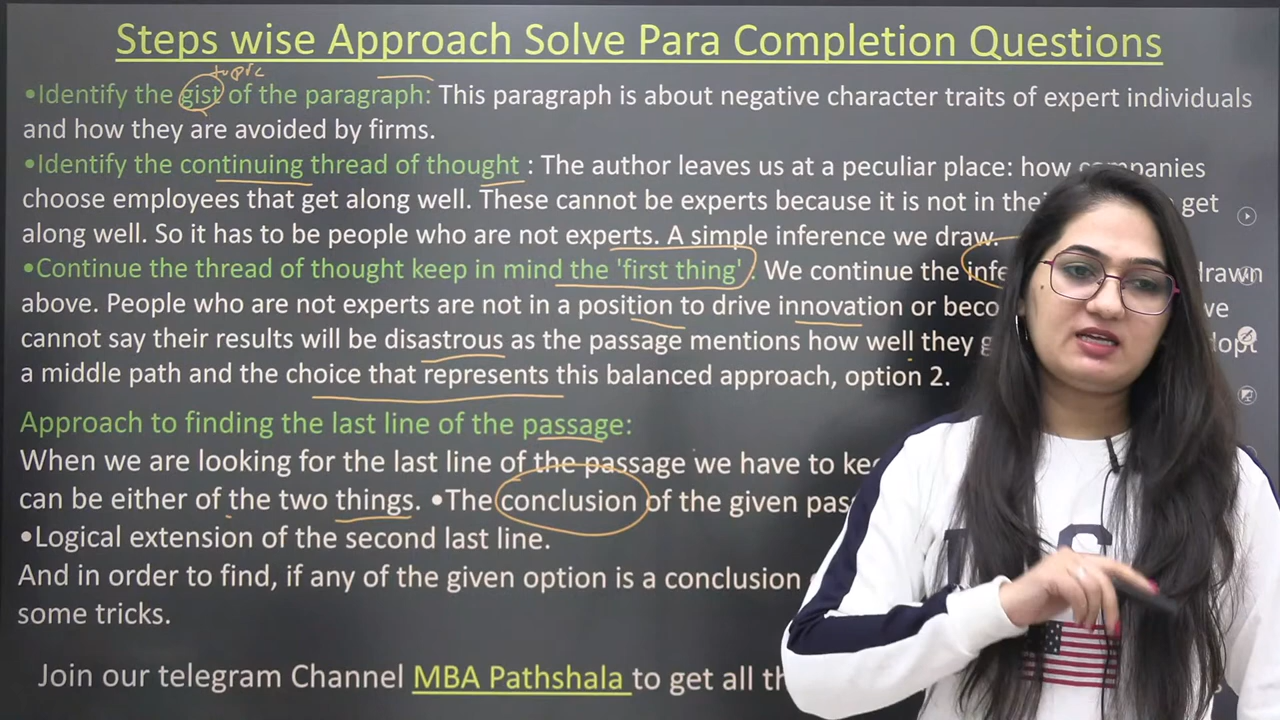 Steps wise Approach Solve Para Completion Questions
topic
•Identify the gist of the paragraph: This paragraph is about negative character traits of expert individuals
and how they are avoided by firms.
•Identify the continuing thread of thought : The author leaves us at a peculiar place: how companies
choose employees that get along well. These cannot be experts because it is not in get
along well. So it has to be people who are not experts. A simple inference we draw.
•Continue the thread of thought keep in mind the 'first thing'. We continue the drawn
above. People who are not experts are not in a position to drive innovation or
cannot say their results will be disastrous as the passage mentions how well they
a middle path and the choice that represents this balanced approach, option 2.
Approach to finding the last line of the passage:
When we are looking for the last line of the passage we have to
can be either of the two things. •The conclusion of the given
•Logical extension of the second last line.
And in order to find, if any of the given option is a conclusion
some tricks.
Join our telegram Channel MBA Pathshala to get all